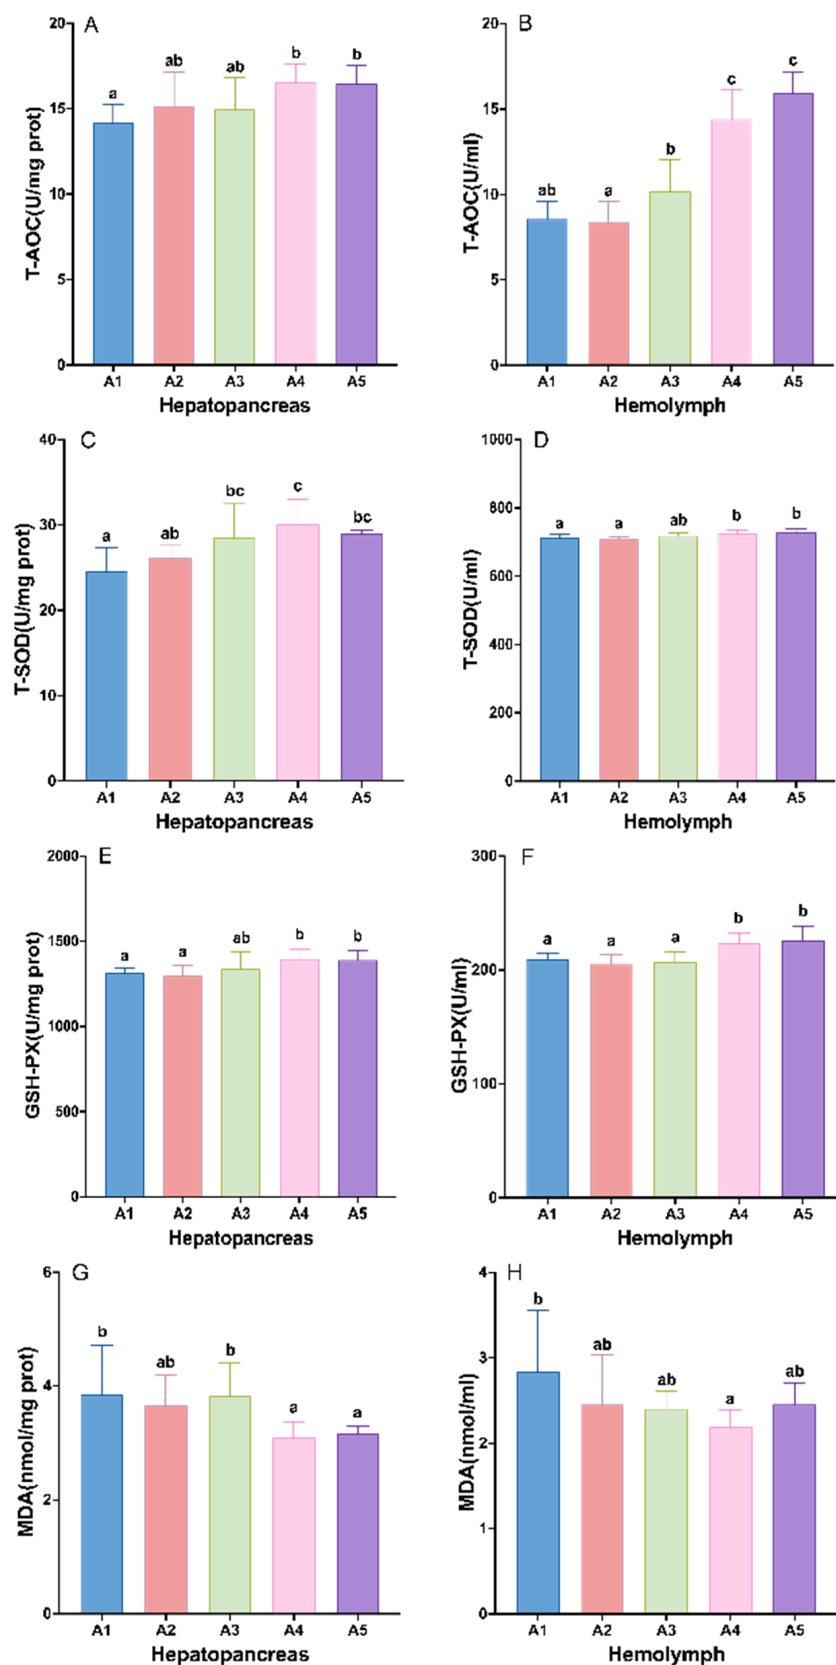 A
T-AOC(U/mg prot)
20
15
10
5
0
a
ab
ab
b
b
A1 A2 A3 A4 A5
Hepatopancreas
B
T-AOC(U/ml)
20
15
10
5
0
ab
a
b
c
c
A1 A2 A3 A4 A5
Hemolymph
C
T-SOD(U/mg prot)
40
30
20
10
0
a
ab
bc
c
bc
A1 A2 A3 A4 A5
Hepatopancreas
D
T-SOD(U/ml)
1000
800
600
400
200
0
a
a
ab
b
b
A1 A2 A3 A4 A5
Hemolymph
E
GSH-PX(U/mg prot)
2000
1500
1000
500
0
a
a
ab
b
b
A1 A2 A3 A4 A5
Hepatopancreas
F
GSH-PX(U/ml)
300
200
100
0
a
a
a
b
b
A1 A2 A3 A4 A5
Hemolymph
G
MDA(nmol/mg prot)
6
4
2
0
b
ab
b
a
a
A1 A2 A3 A4 A5
Hepatopancreas
H
MDA(nmol/ml)
4
3
2
1
0
b
ab
ab
a
ab
A1 A2 A3 A4 A5
Hemolymph